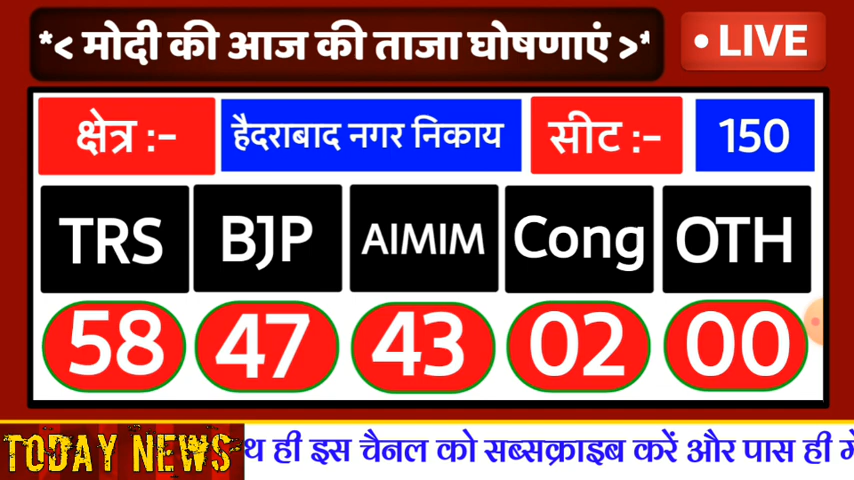 *< मोदी की आज की ताजा घोषणाएं >*
• LIVE
क्षेत्र :- हैदराबाद नगर निकाय सीट :- 150
TRS BJP AIMIM Cong OTH
58 47 43 02 00
TODAY NEWS थ ही इस चैनल को सब्सक्राइब करें और पास ही में